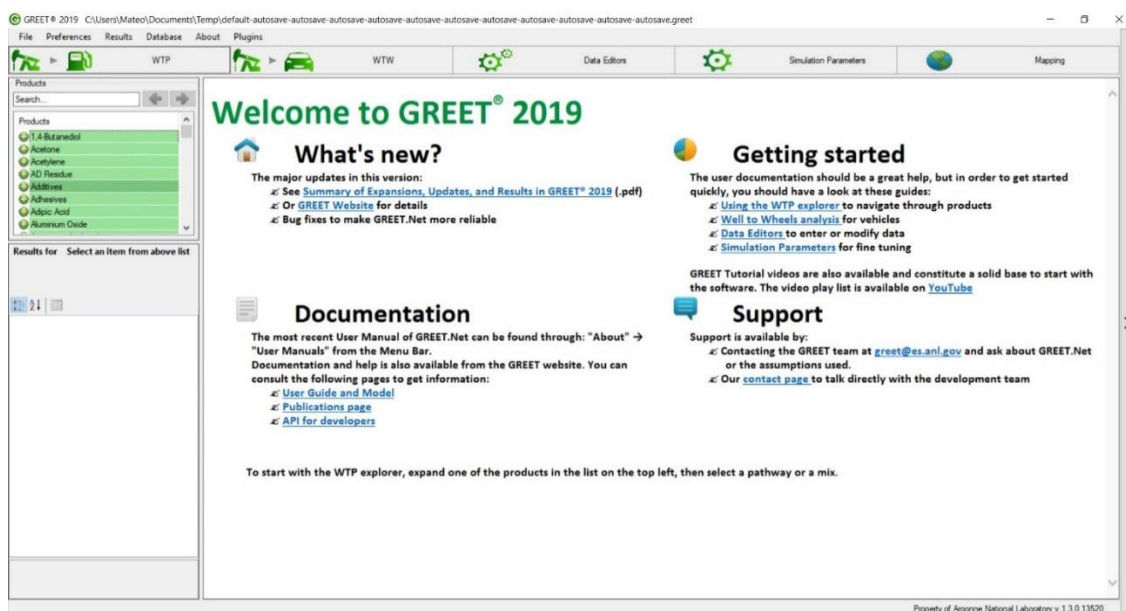 GREET® 2019 C:\Users\Mateo\Documents\Temp\default-autosave-autosave-autosave-autosave-autosave-autosave-autosave-autosave-autosave-autosave-autosave.greet
File Preferences Results Database About Plugins
WTP WTW Data Editors Simulation Parameters Mapping
Products
Search...
Products
1,4-Butanediol
Acetone
Acetylene
AD Residue
Additives
Adhesives
Adipic Acid
Aluminium Oxide
Results for Select an item from above list
Welcome to GREET® 2019
What's new?
The major updates in this version:
See Summary of Expansions, Updates, and Results in GREET® 2019 (.pdf)
Or GREET Website for details
Bug fixes to make GREET.Net more reliable
Getting started
The user documentation should be a great help, but in order to get started
quickly, you should have a look at these guides:
Using the WTP explorer to navigate through products
Well to Wheels analysis for vehicles
Data Editors to enter or modify data
Simulation Parameters for fine tuning
GREET Tutorial videos are also available and constitute a solid base to start with
the software. The video play list is available on YouTube
Documentation
The most recent User Manual of GREET.Net can be found through: "About" →
"User Manuals" from the Menu Bar.
Documentation and help is also available from the GREET website. You can
consult the following pages to get information:
User Guide and Model
Publications page
API for developers
Support
Support is available by:
Contacting the GREET team at greet@es.anl.gov and ask about GREET.Net
or the assumptions used.
Our contact page to talk directly with the development team
To start with the WTP explorer, expand one of the products in the list on the top left, then select a pathway or a mix.
Property of Argonne National Laboratory v 1.3.0.13520